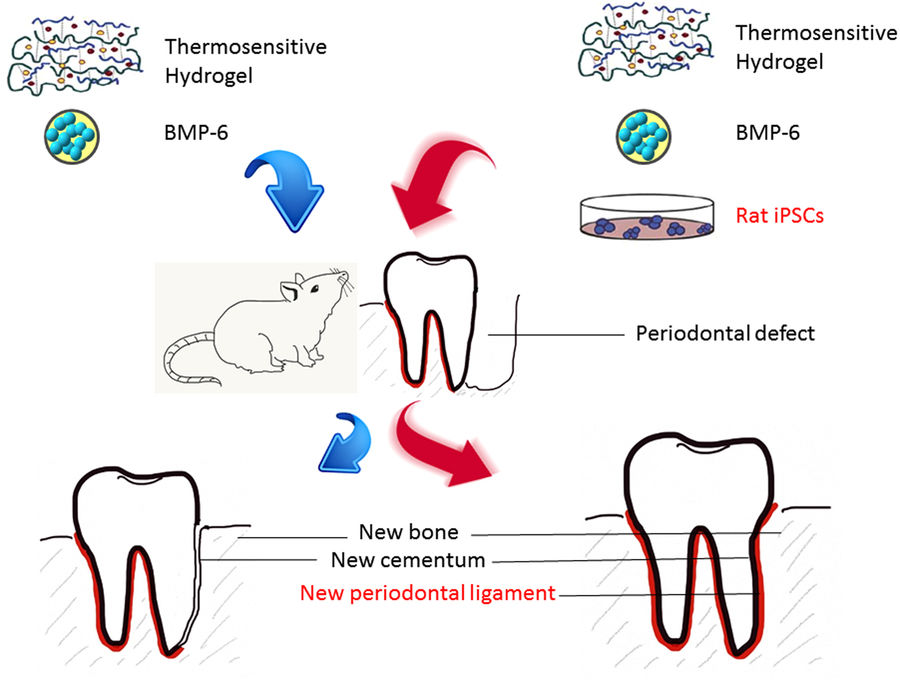 Thermosensitive
Hydrogel
BMP-6
Thermosensitive
Hydrogel
BMP-6
Rat iPSCs
Periodontal defect
New bone
New cementum
New periodontal ligament